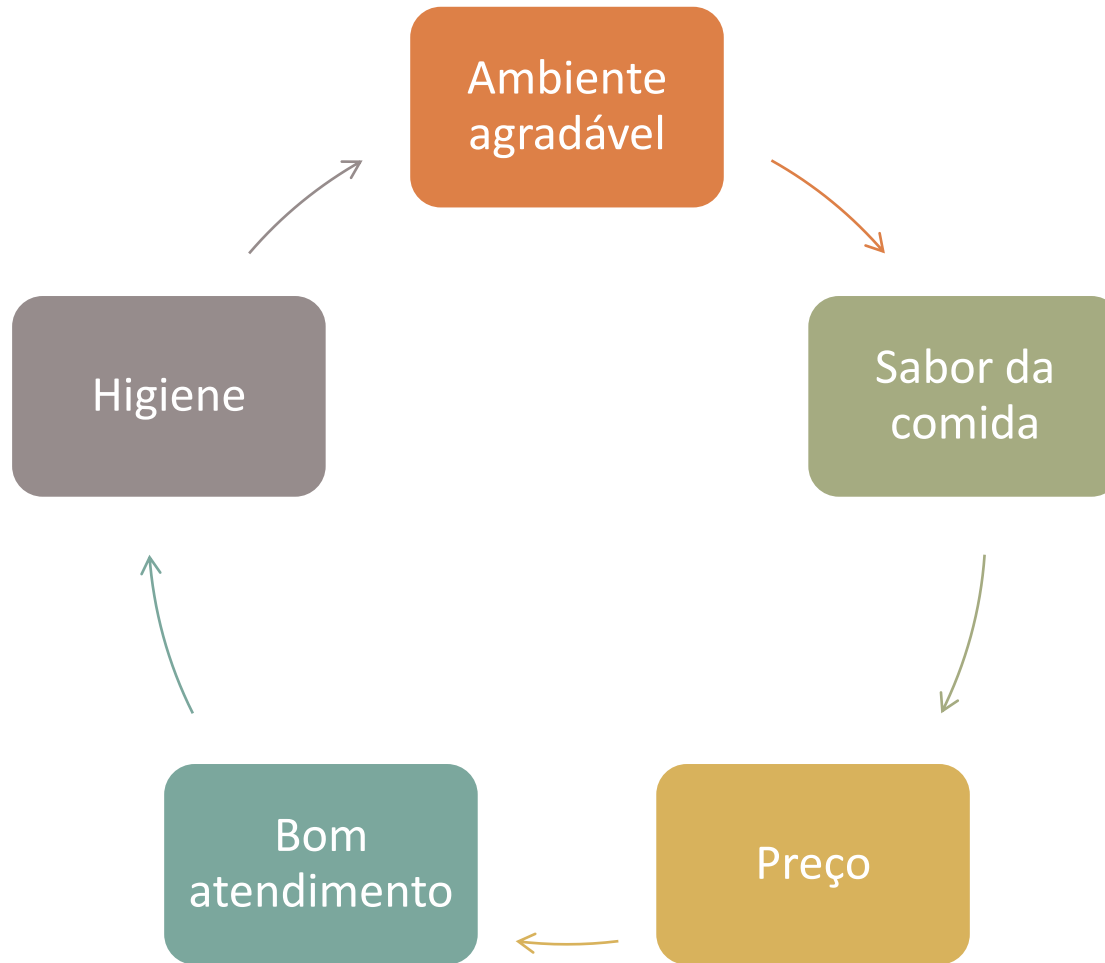 Ambiente
agradável
Sabor da
comida
Preço
Bom
atendimento
Higiene